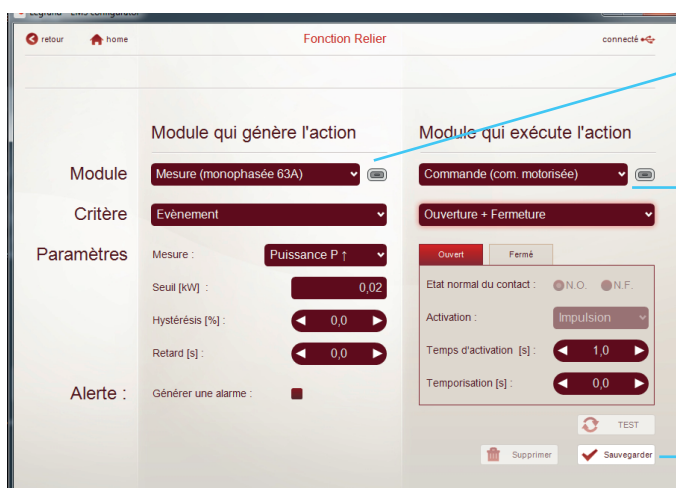 Legrand - EMS configurator
retour home Fonction Relier connecté
Module qui génère l'action Module qui exécute l'action
Module Mesure (monophasée 63A) Commande (com. motorisée)
Critère Evènement Ouverture + Fermeture
Paramètres Mesure : Puissance P ↑ Ouvert Fermé
Seuil [kW] : 0,02 Etat normal du contact : N.O. N.F.
Hystérésis [%] : 0,0 Activation : Impulsion
Retard [s] : 0,0 Temps d'activation [s] : 1,0
Alerte : Générer une alarme : Temporisation [s] : 0,0
TEST
Supprimer Sauvegarder